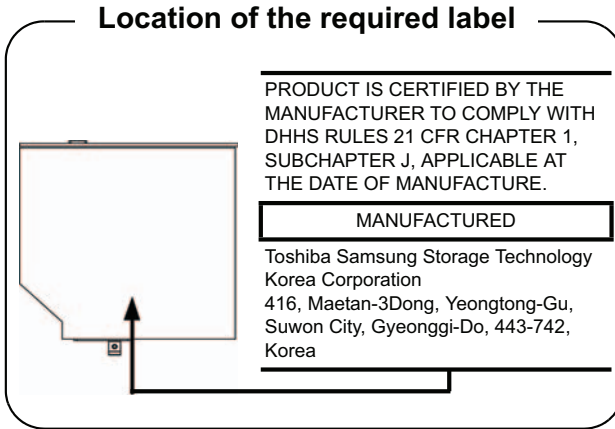 Location of the required label
PRODUCT IS CERTIFIED BY THE
MANUFACTURER TO COMPLY WITH
DHHS RULES 21 CFR CHAPTER 1,
SUBCHAPTER J, APPLICABLE AT
THE DATE OF MANUFACTURE.
MANUFACTURED
Toshiba Samsung Storage Technology
Korea Corporation
416, Maetan-3Dong, Yeongtong-Gu,
Suwon City, Gyeonggi-Do, 443-742,
Korea